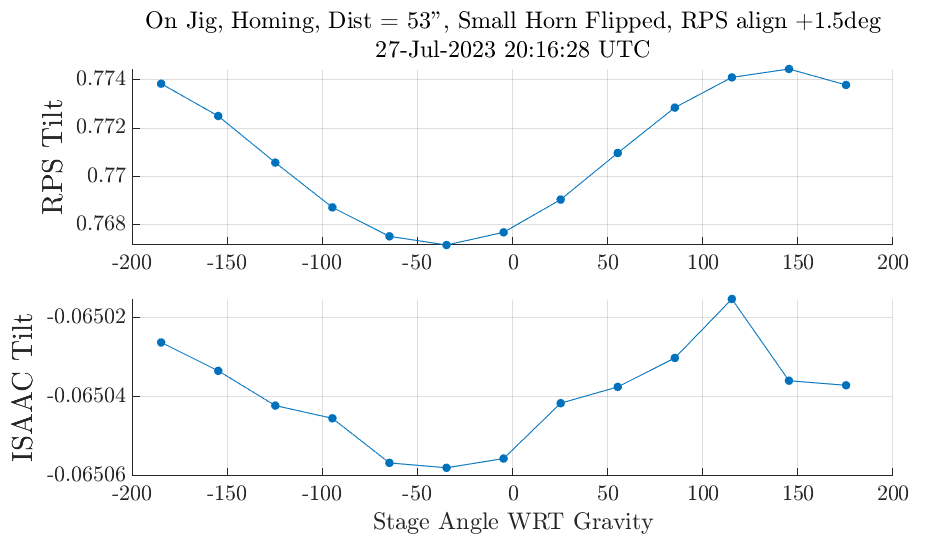 On Jig, Homing, Dist = 53”, Small Horn Flipped, RPS align +1.5deg
27-Jul-2023 20:16:28 UTC
RPS Tilt
0.774
0.772
0.77
0.768
-200 -150 -100 -50 0 50 100 150 200
ISAAC Tilt
-0.06502
-0.06504
-0.06506
-200 -150 -100 -50 0 50 100 150 200
Stage Angle WRT Gravity